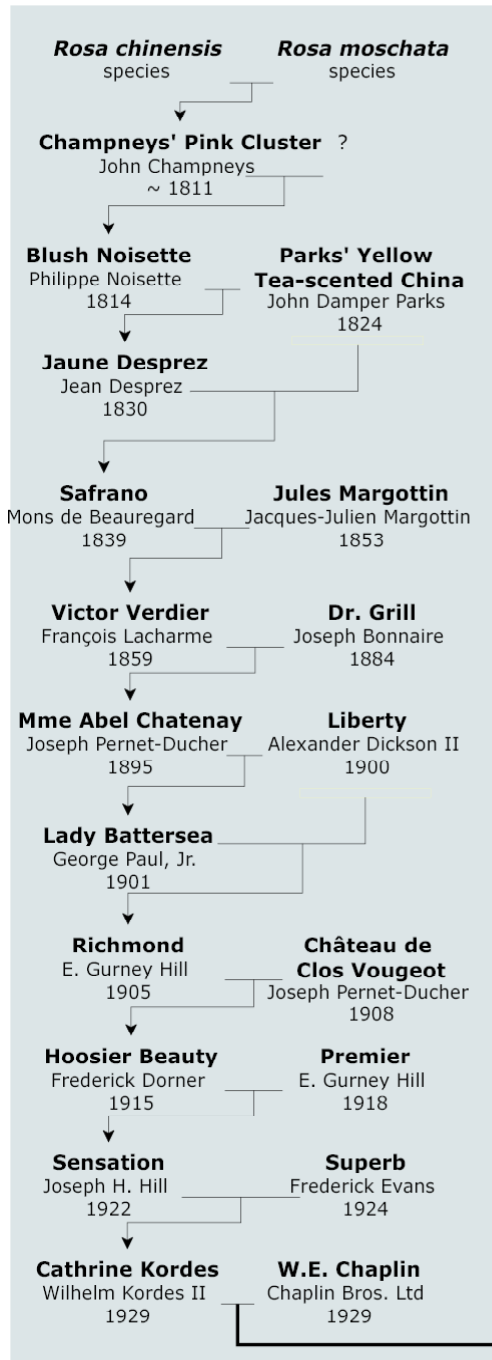 Rosa chinensis
species
Rosa moschata
species
Champneys' Pink Cluster ?
John Champneys
~ 1811
Blush Noisette
Philippe Noisette
1814
Parks' Yellow
Tea-scented China
John Damper Parks
1824
Jaune Desprez
Jean Desprez
1830
Safrano
Mons de Beauregard
1839
Jules Margottin
Jacques-Julien Margottin
1853
Victor Verdier
François Lacharme
1859
Dr. Grill
Joseph Bonnaire
1884
Mme Abel Chatenay
Joseph Pernet-Ducher
1895
Liberty
Alexander Dickson II
1900
Lady Battersea
George Paul, Jr.
1901
Richmond
E. Gurney Hill
1905
Château de
Clos Vougeot
Joseph Pernet-Ducher
1908
Hoosier Beauty
Frederick Dorner
1915
Premier
E. Gurney Hill
1918
Sensation
Joseph H. Hill
1922
Superb
Frederick Evans
1924
Cathrine Kordes
Wilhelm Kordes II
1929
W.E. Chaplin
Chaplin Bros. Ltd
1929